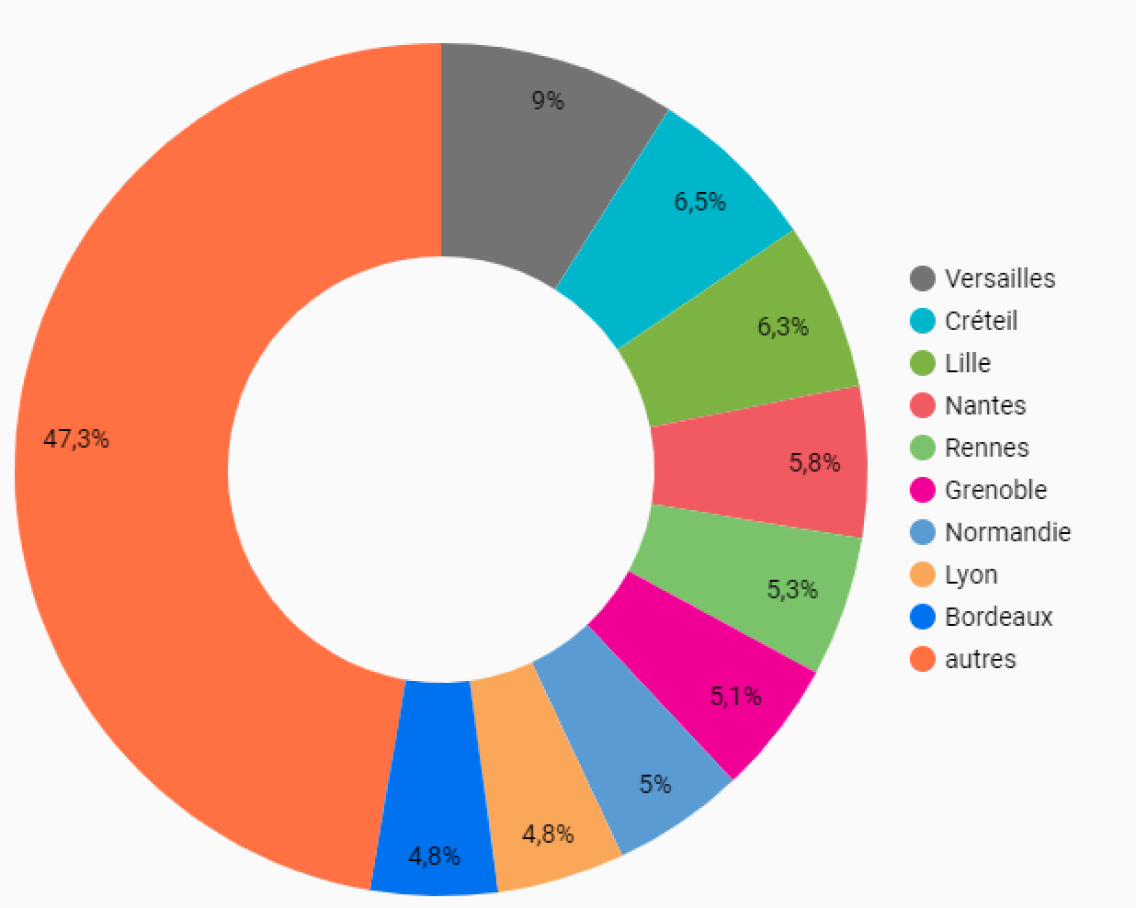 9%
6,5%
6,3%
5,8%
5,3%
5,1%
5%
4,8%
4,8%
47,3%
Versailles
Créteil
Lille
Nantes
Rennes
Grenoble
Normandie
Lyon
Bordeaux
autres